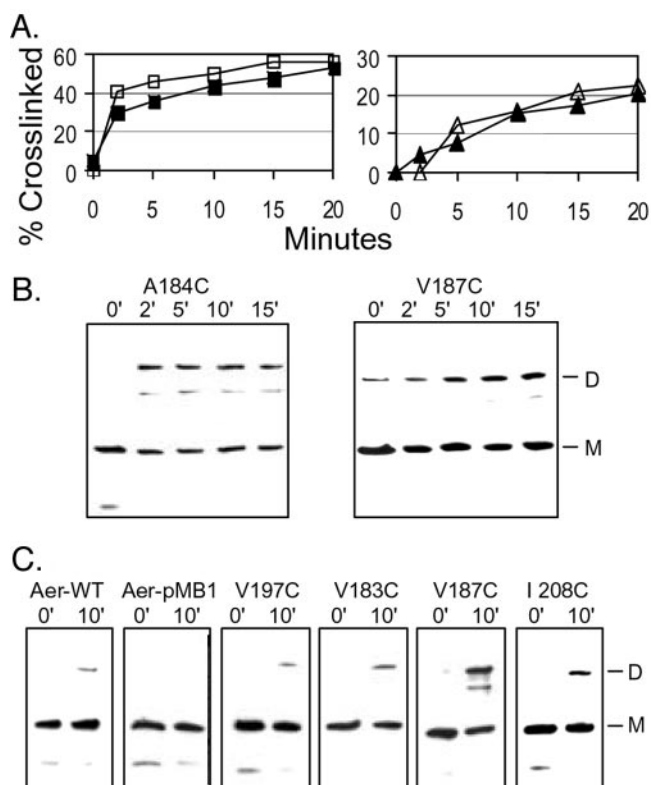 A.
% Crosslinked
60
40
20
0
0 5 10 15 20
30
20
10
0
0 5 10 15 20
Minutes
B.
A184C
0' 2' 5' 10' 15'
V187C
0' 2' 5' 10' 15'
D
M
C.
Aer-WT Aer-pMB1 V197C V183C V187C I 208C
0' 10' 0' 10' 0' 10' 0' 10' 0' 10' 0' 10'
D
M